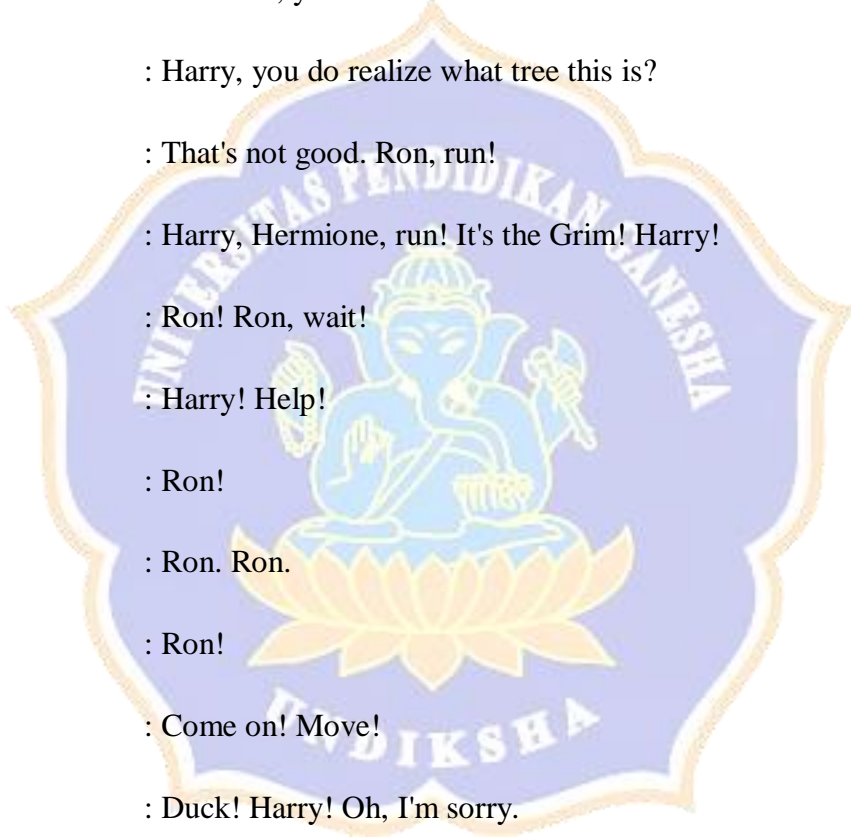 : Harry, you do realize what tree this is?
: That's not good. Ron, run!
: Harry, Hermione, run! It's the Grim! Harry!
: Ron! Ron, wait!
: Harry! Help!
: Ron!
: Ron. Ron.
: Ron!
: Come on! Move!
: Duck! Harry! Oh, I'm sorry.
UNIVERSITAS PENDIDIKAN GANESHA
UNDIKSHA